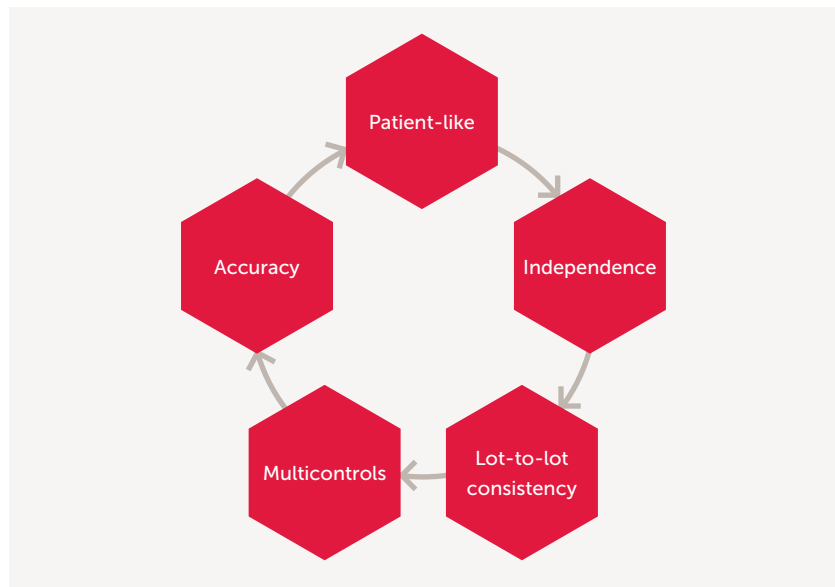 Patient-like
Independence
Lot-to-lot
consistency
Multicontrols
Accuracy